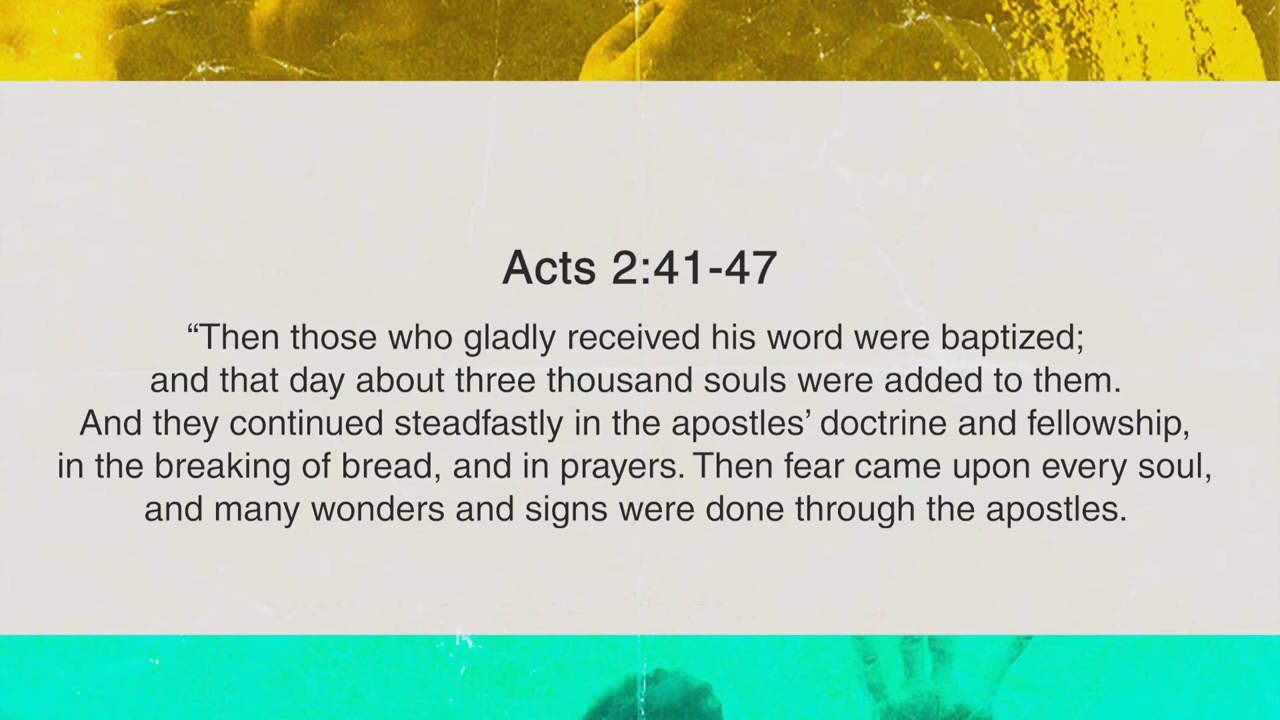 Acts 2:41-47
“Then those who gladly received his word were baptized;
and that day about three thousand souls were added to them.
And they continued steadfastly in the apostles’ doctrine and fellowship,
in the breaking of bread, and in prayers. Then fear came upon every soul,
and many wonders and signs were done through the apostles.